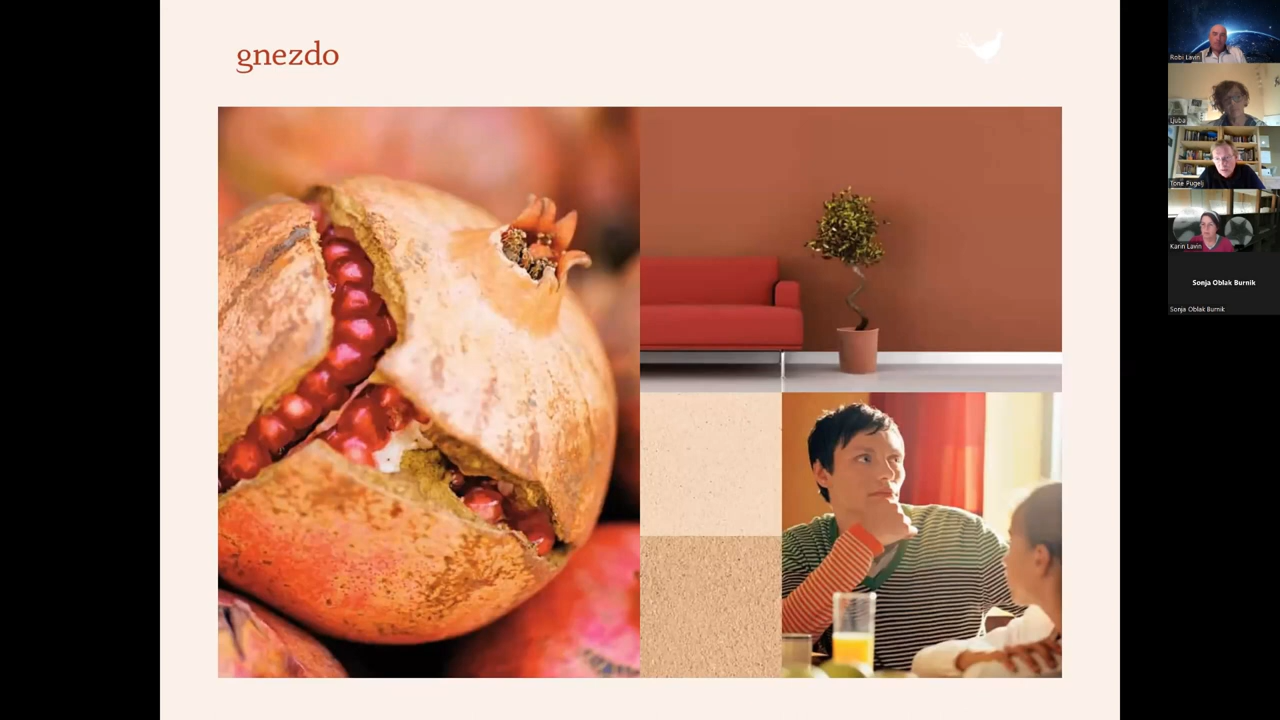 gnezdo
Robi Lavin
Ljuba
Tone Pugelj
Karin Lavin
Sonja Oblak Burnik
Sonja Oblak Burnik